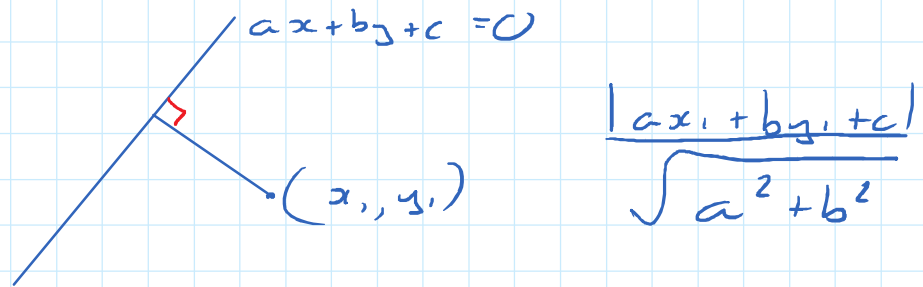 ax+by+c=0
(x₁,y₁)
|ax₁+by₁+c|
√a²+b²